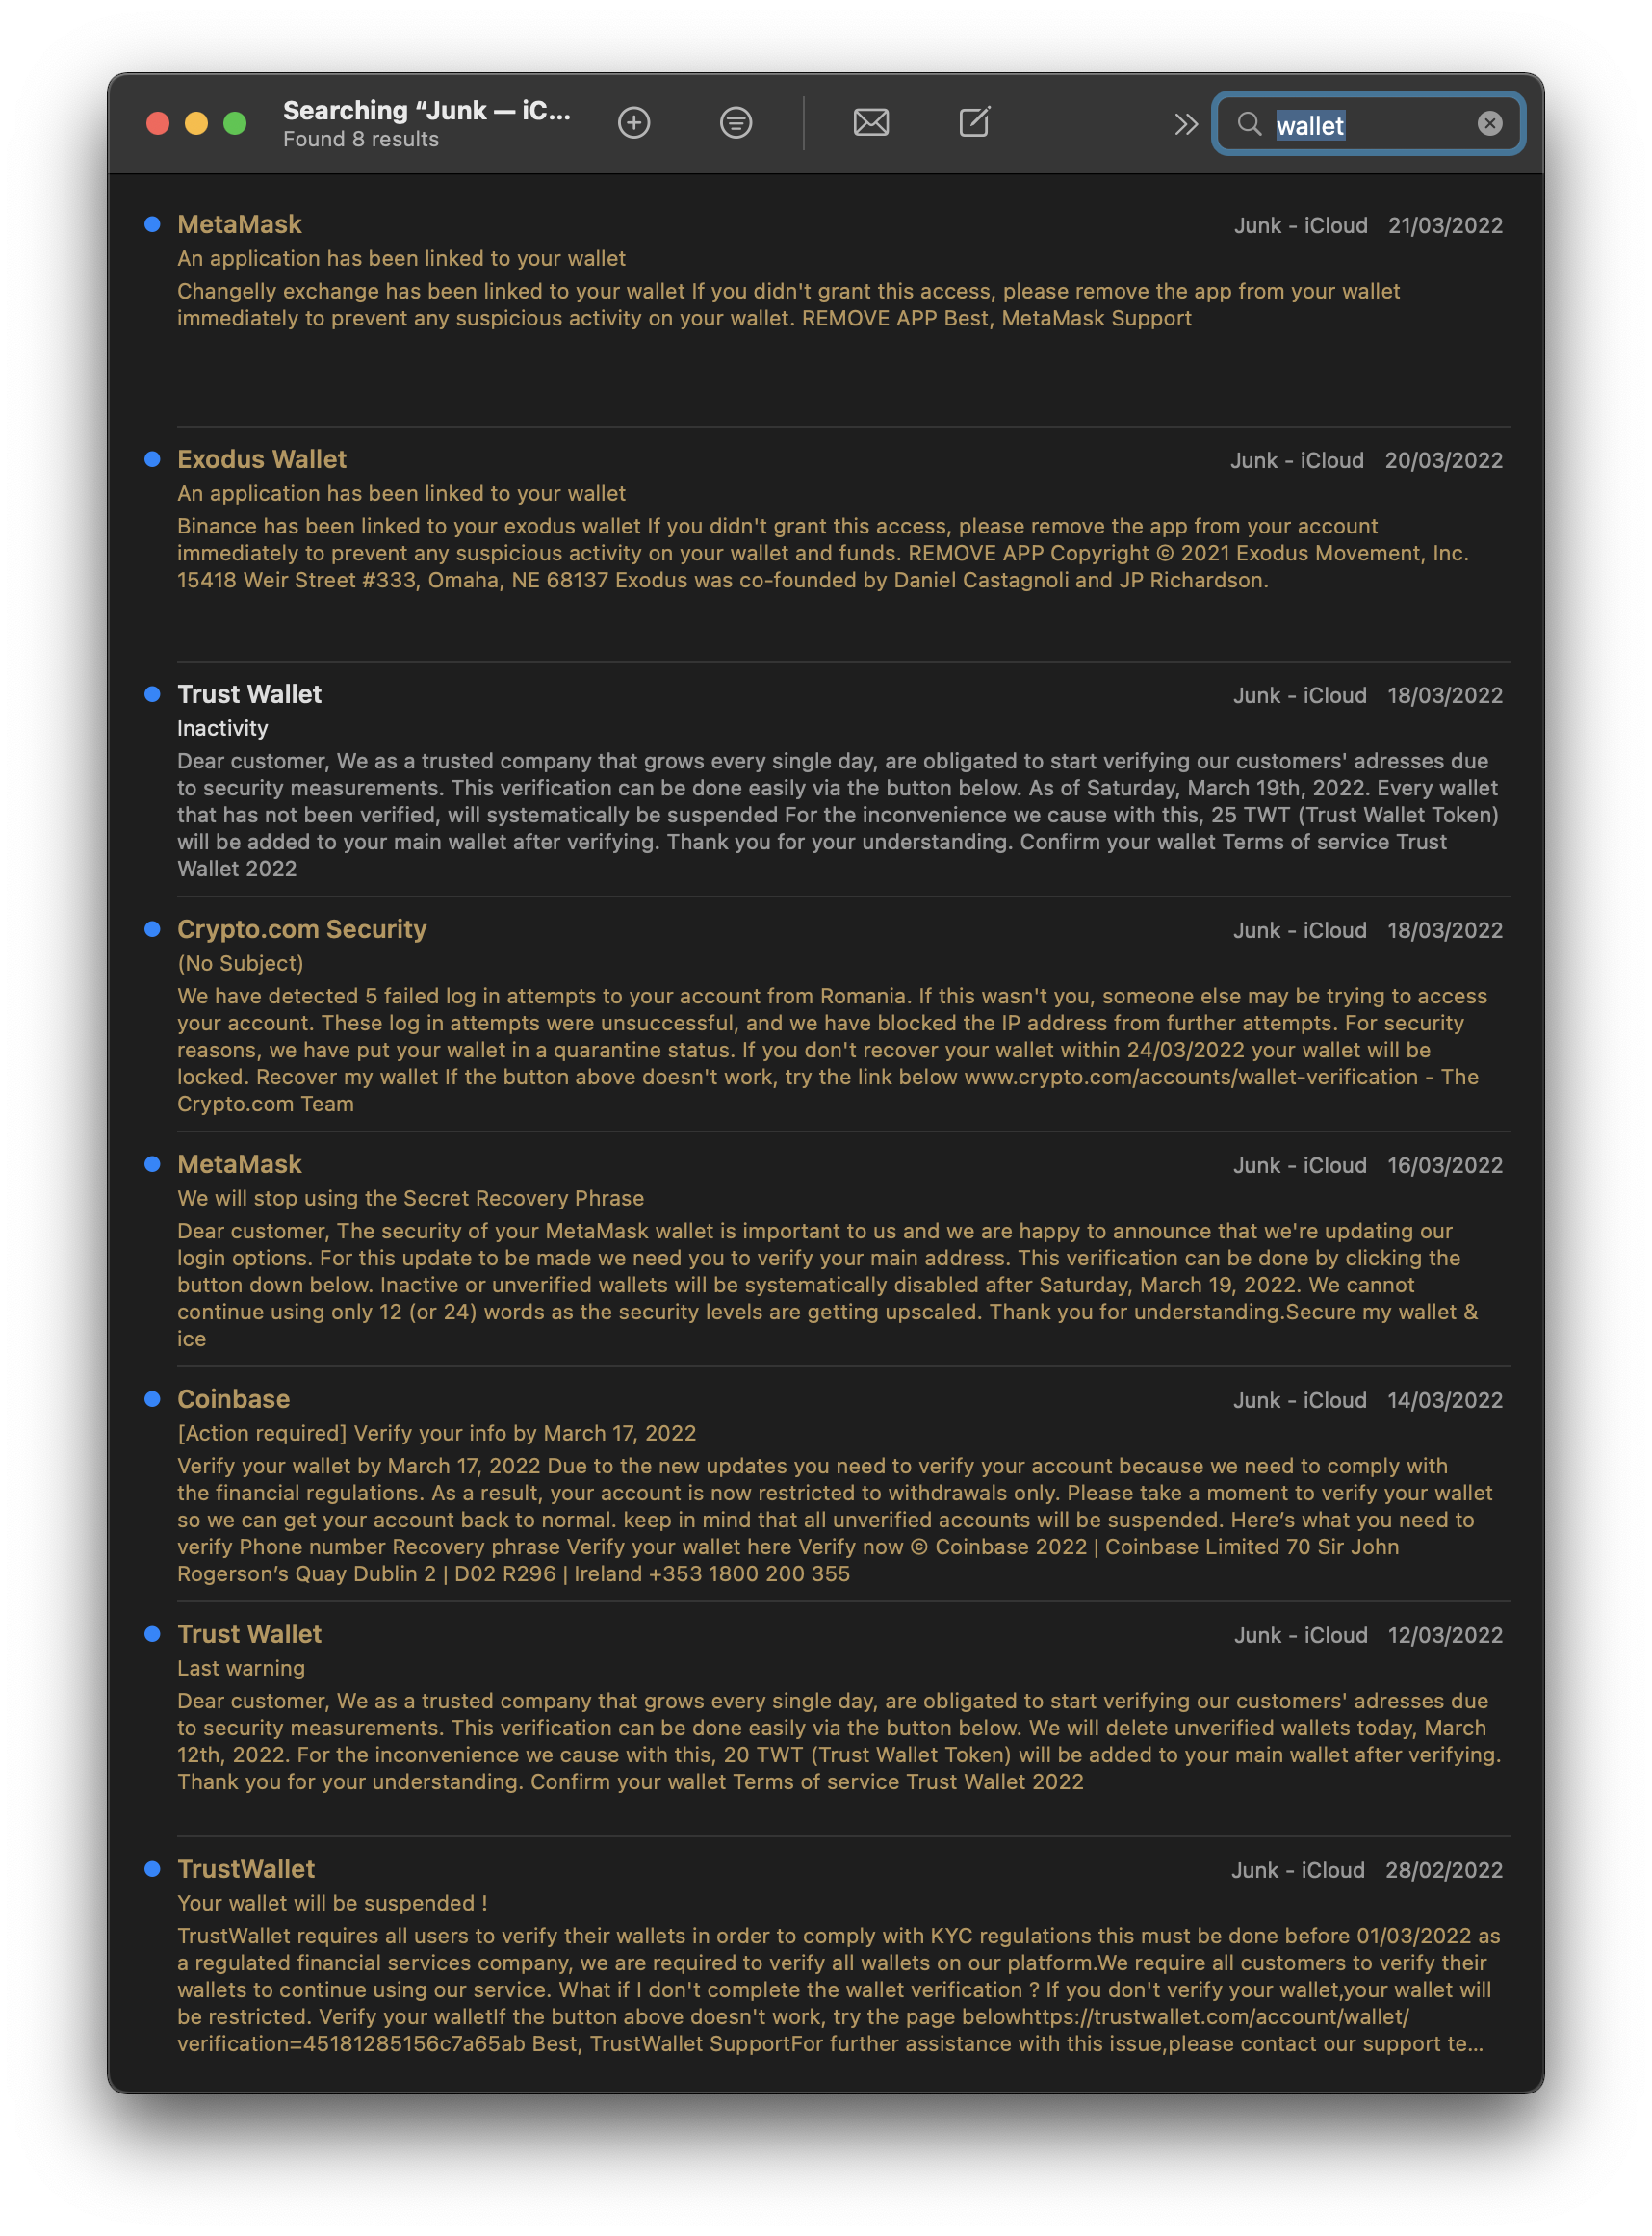 Searching “Junk — iC...
Found 8 results
wallet
MetaMask Junk - iCloud 21/03/2022
An application has been linked to your wallet
Changelly exchange has been linked to your wallet If you didn't grant this access, please remove the app from your wallet
immediately to prevent any suspicious activity on your wallet. REMOVE APP Best, MetaMask Support
Exodus Wallet Junk - iCloud 20/03/2022
An application has been linked to your wallet
Binance has been linked to your exodus wallet If you didn't grant this access, please remove the app from your account
immediately to prevent any suspicious activity on your wallet and funds. REMOVE APP Copyright © 2021 Exodus Movement, Inc.
15418 Weir Street #333, Omaha, NE 68137 Exodus was co-founded by Daniel Castagnoli and JP Richardson.
Trust Wallet Junk - iCloud 18/03/2022
Inactivity
Dear customer, We as a trusted company that grows every single day, are obligated to start verifying our customers' adresses due
to security measurements. This verification can be done easily via the button below. As of Saturday, March 19th, 2022. Every wallet
that has not been verified, will systematically be suspended For the inconvenience we cause with this, 25 TWT (Trust Wallet Token)
will be added to your main wallet after verifying. Thank you for your understanding. Confirm your wallet Terms of service Trust
Wallet 2022
Crypto.com Security Junk - iCloud 18/03/2022
(No Subject)
We have detected 5 failed log in attempts to your account from Romania. If this wasn't you, someone else may be trying to access
your account. These log in attempts were unsuccessful, and we have blocked the IP address from further attempts. For security
reasons, we have put your wallet in a quarantine status. If you don't recover your wallet within 24/03/2022 your wallet will be
locked. Recover my wallet If the button above doesn't work, try the link below www.crypto.com/accounts/wallet-verification - The
Crypto.com Team
MetaMask Junk - iCloud 16/03/2022
We will stop using the Secret Recovery Phrase
Dear customer, The security of your MetaMask wallet is important to us and we are happy to announce that we're updating our
login options. For this update to be made we need you to verify your main address. This verification can be done by clicking the
button down below. Inactive or unverified wallets will be systematically disabled after Saturday, March 19, 2022. We cannot
continue using only 12 (or 24) words as the security levels are getting upscaled. Thank you for understanding.Secure my wallet &
ice
Coinbase Junk - iCloud 14/03/2022
[Action required] Verify your info by March 17, 2022
Verify your wallet by March 17, 2022 Due to the new updates you need to verify your account because we need to comply with
the financial regulations. As a result, your account is now restricted to withdrawals only. Please take a moment to verify your wallet
so we can get your account back to normal. keep in mind that all unverified accounts will be suspended. Here’s what you need to
verify Phone number Recovery phrase Verify your wallet here Verify now © Coinbase 2022 | Coinbase Limited 70 Sir John
Rogerson’s Quay Dublin 2 | D02 R296 | Ireland +353 1800 200 355
Trust Wallet Junk - iCloud 12/03/2022
Last warning
Dear customer, We as a trusted company that grows every single day, are obligated to start verifying our customers' adresses due
to security measurements. This verification can be done easily via the button below. We will delete unverified wallets today, March
12th, 2022. For the inconvenience we cause with this, 20 TWT (Trust Wallet Token) will be added to your main wallet after verifying.
Thank you for your understanding. Confirm your wallet Terms of service Trust Wallet 2022
TrustWallet Junk - iCloud 28/02/2022
Your wallet will be suspended !
TrustWallet requires all users to verify their wallets in order to comply with KYC regulations this must be done before 01/03/2022 as
a regulated financial services company, we are required to verify all wallets on our platform.We require all customers to verify their
wallets to continue using our service. What if I don't complete the wallet verification ? If you don't verify your wallet,your wallet will
be restricted. Verify your walletIf the button above doesn't work, try the page belowhttps://trustwallet.com/account/wallet/
verification=45181285156c7a65ab Best, TrustWallet SupportFor further assistance with this issue,please contact our support te...